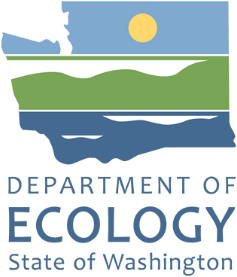 DEPARTMENT OF
ECOLOGY
State of Washington